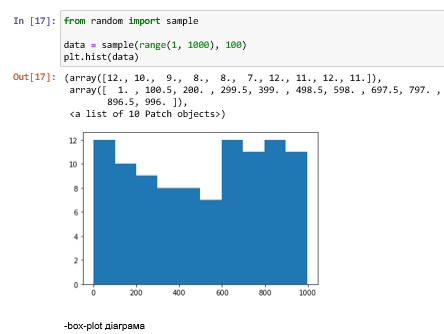 In [17]: from random import sample
data = sample(range(1, 1000), 100)
plt.hist(data)
Out[17]: (array([12., 10.,  9.,  8.,  8.,  7., 12., 11., 12., 11.]),
array([  1. , 100.5, 200. , 299.5, 399. , 498.5, 598. , 697.5, 797. ,
896.5, 996. ]),
<a list of 10 Patch objects>)
12
10
8
6
4
2
0
0 200 400 600 800 1000
-box-plot діаграма